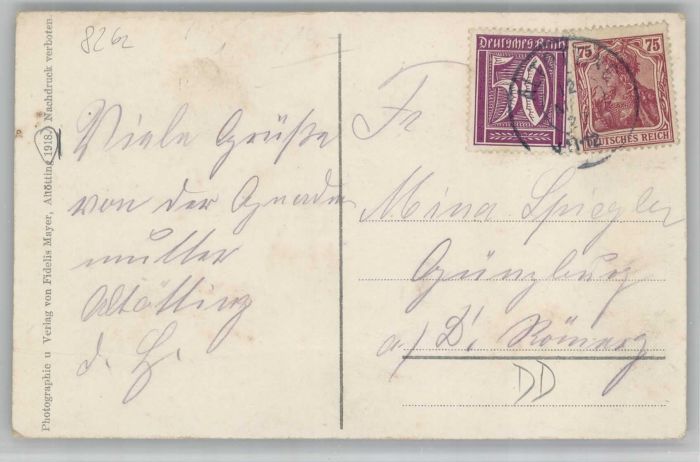 8262
Viele Grüße
von der Gnaden
mutter
Altötting
d. H.
Photographie u Verlag von Fidelis Mayer, Altötting 1918. Nachdruck verboten.
Deutsches Reich
50
75 75
DEUTSCHES REICH
Fr
Mina Spiegler
Günzburg
a/D.
DD